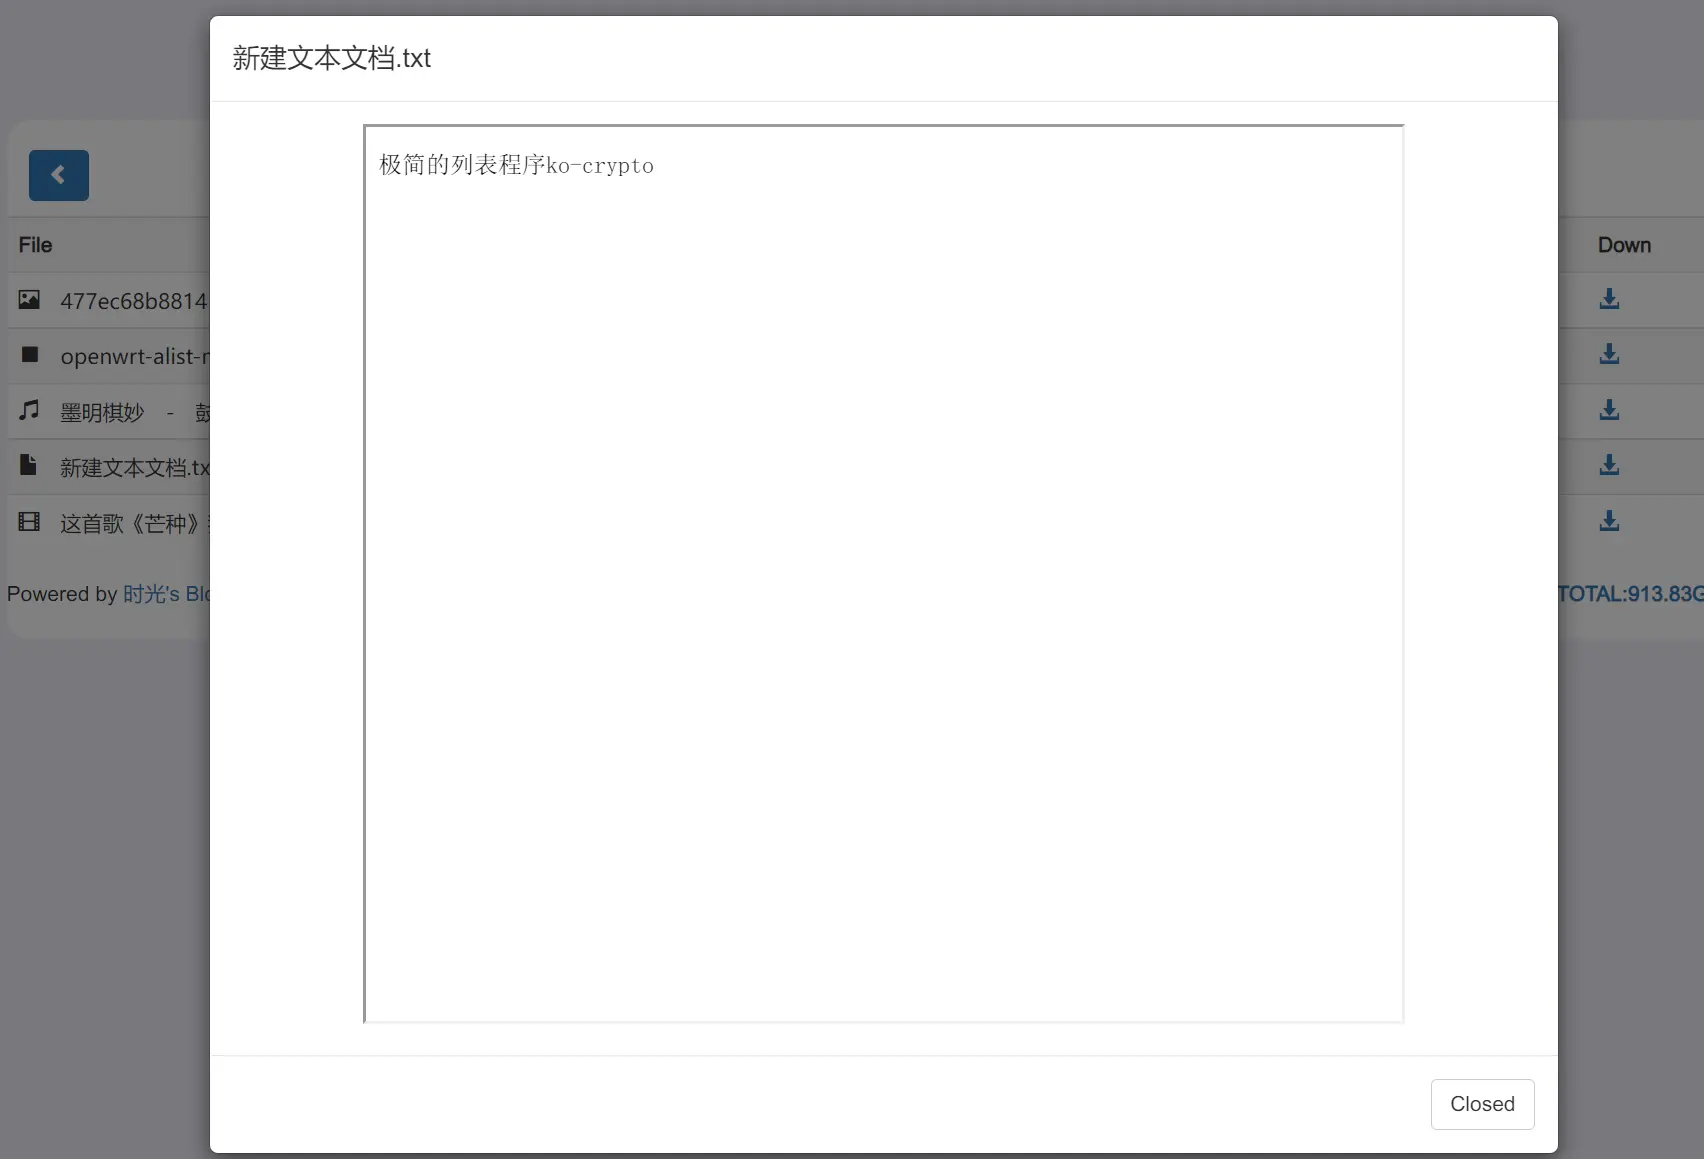 新建文本文档.txt
极简的列表程序ko-crypto
File
Down
477ec68b8814
openwrt-alist-
墨明棋妙 -
新建文本文档.tx
这首歌《芒种》
Powered by 时光's Blo
TOTAL:913.83G
Closed